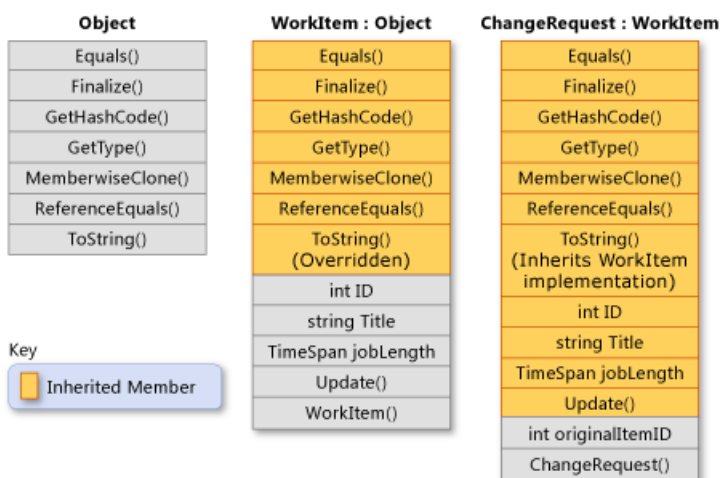 Object
Equals()
Finalize()
GetHashCode()
GetType()
MemberwiseClone()
ReferenceEquals()
ToString()
Key
Inherited Member
WorkItem : Object
Equals()
Finalize()
GetHashCode()
GetType()
MemberwiseClone()
ReferenceEquals()
ToString()
(Overridden)
int ID
string Title
TimeSpan jobLength
Update()
WorkItem()
ChangeRequest : WorkItem
Equals()
Finalize()
GetHashCode()
GetType()
MemberwiseClone()
ReferenceEquals()
ToString()
(Inherits WorkItem
implementation)
int ID
string Title
TimeSpan jobLength
Update()
int originalItemID
ChangeRequest()